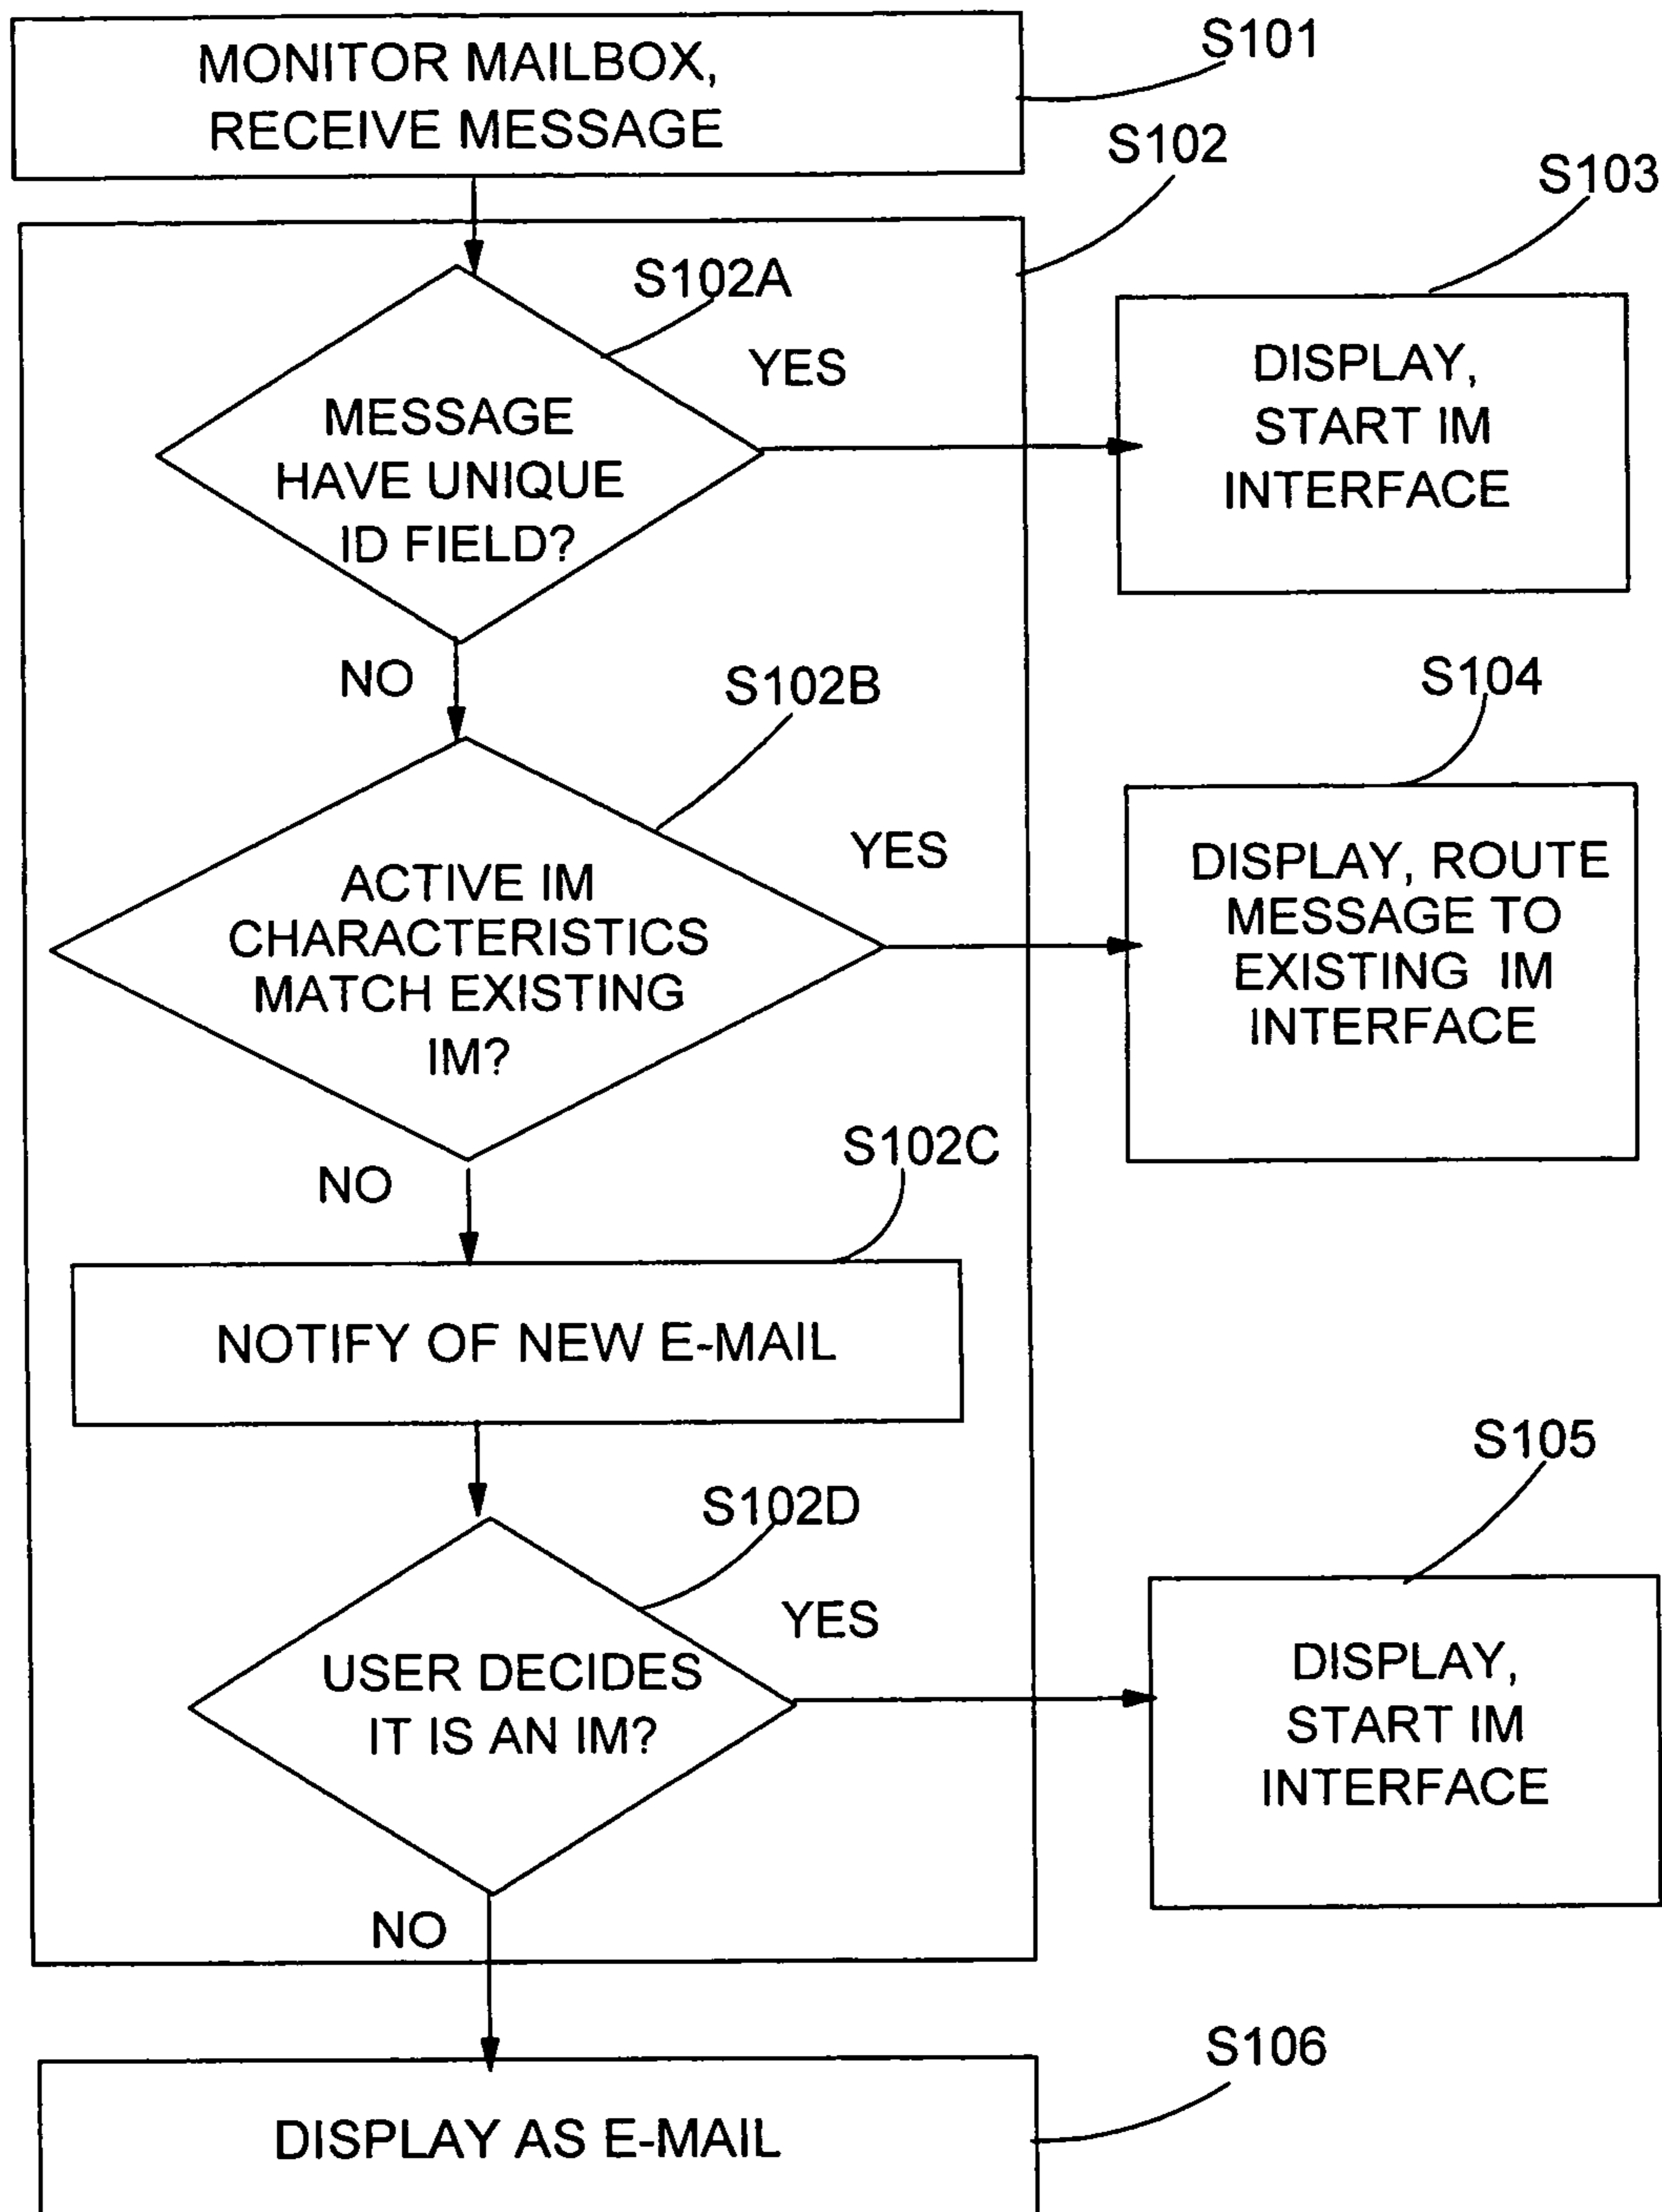 MONITOR MAILBOX,
RECEIVE MESSAGE
S101
S102
S103
S102A
YES
MESSAGE
HAVE UNIQUE
ID FIELD?
DISPLAY,
START IM
INTERFACE
NO
S102B
S104
YES
ACTIVE IM
CHARACTERISTICS
MATCH EXISTING
IM?
DISPLAY, ROUTE
MESSAGE TO
EXISTING IM
INTERFACE
NO
S102C
NOTIFY OF NEW E-MAIL
S105
S102D
YES
USER DECIDES
IT IS AN IM?
DISPLAY,
START IM
INTERFACE
NO
S106
DISPLAY AS E-MAIL